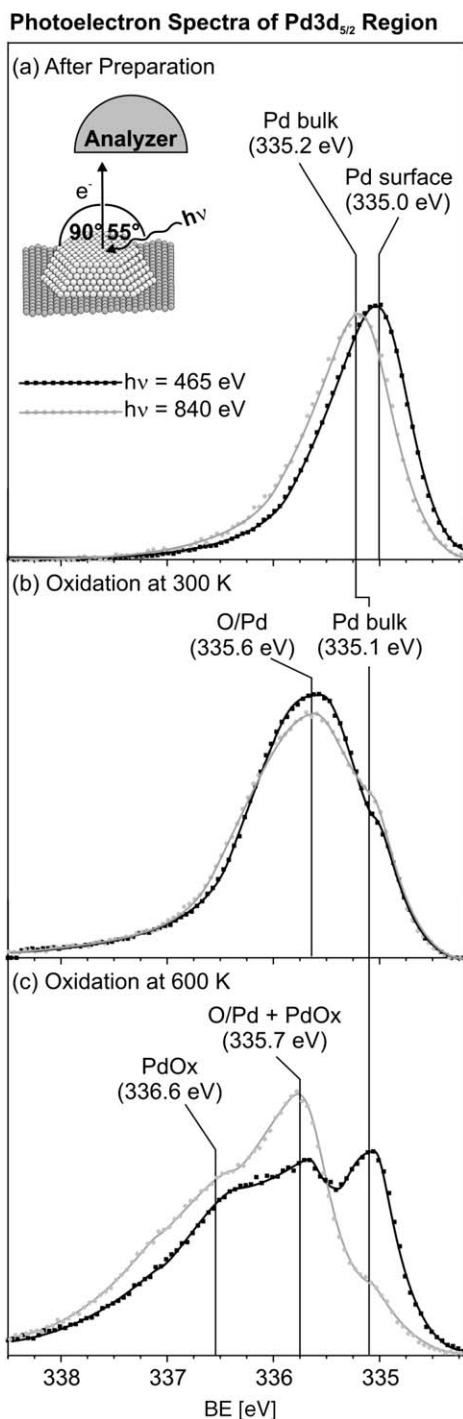 Photoelectron Spectra of Pd3d5/2 Region
(a) After Preparation
Analyzer
e-
90° 55°
hν
Pd bulk
(335.2 eV)
Pd surface
(335.0 eV)
hν = 465 eV
hν = 840 eV
(b) Oxidation at 300 K
O/Pd
(335.6 eV)
Pd bulk
(335.1 eV)
(c) Oxidation at 600 K
O/Pd + PdOx
(335.7 eV)
PdOx
(336.6 eV)
338 337 336 335
BE [eV]